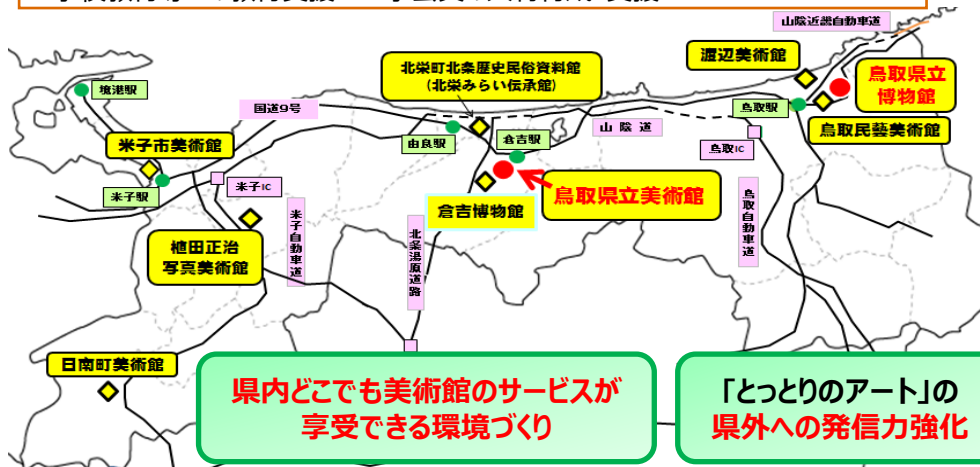 山陰近畿自動車道
渡辺美術館
北栄町北条歴史民俗資料館
(北栄みらい伝承館)
境港駅
鳥取県立
博物館
国道9号
鳥取駅
山陰道
鳥取民藝美術館
由良駅
倉吉駅
米子市美術館
鳥取IC
米子駅
米子IC
鳥取県立美術館
倉吉博物館
米子自動車道
鳥取自動車道
北条湯原道路
植田正治
写真美術館
日南町美術館
県内どこでも美術館のサービスが
享受できる環境づくり
「とっとりのアート」の
県外への発信力強化